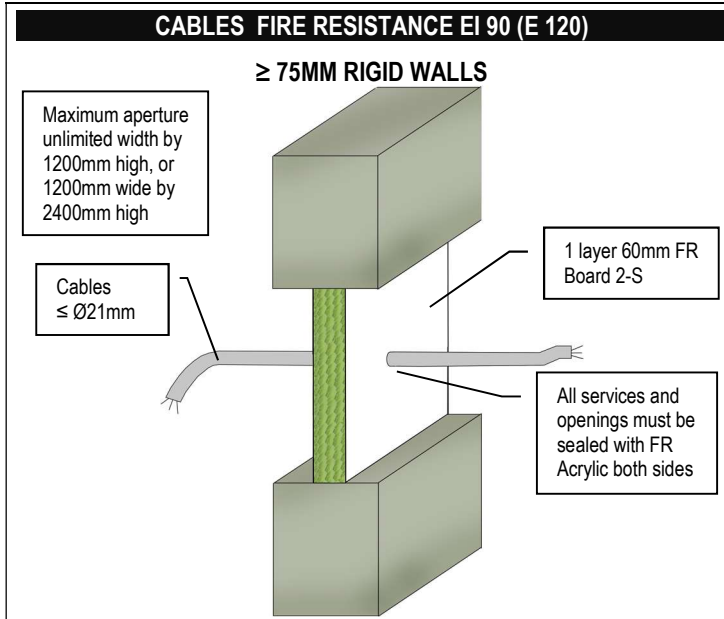 CABLES FIRE RESISTANCE EI 90 (E 120)
≥ 75MM RIGID WALLS
Maximum aperture
unlimited width by
1200mm high, or
1200mm wide by
2400mm high
1 layer 60mm FR
Board 2-S
Cables
≤ Ø21mm
All services and
openings must be
sealed with FR
Acrylic both sides